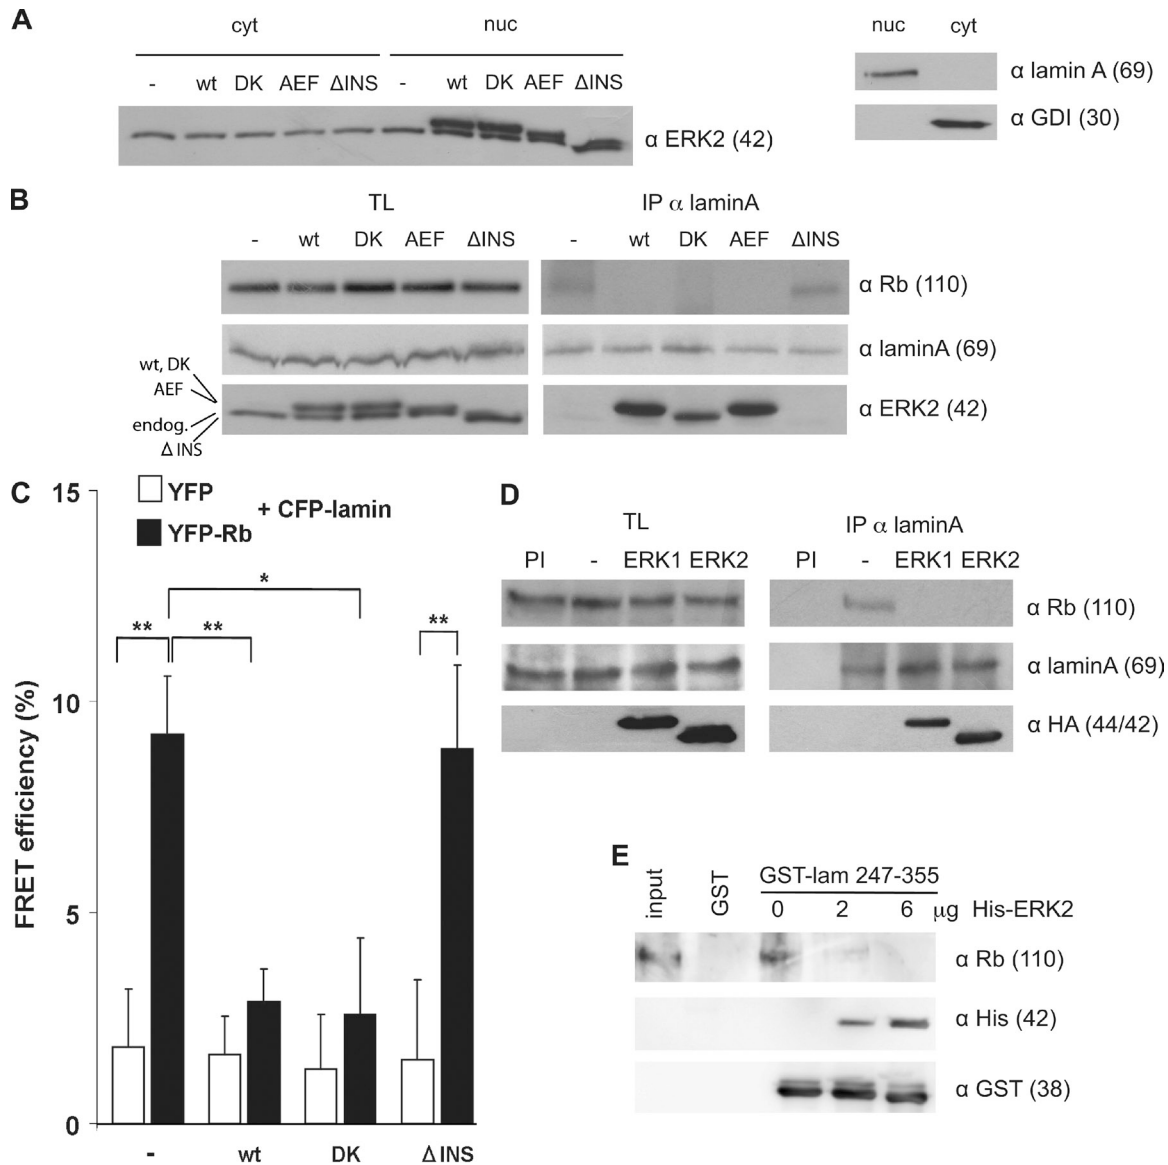 A
cyt nuc
- wt DK AEF ΔINS - wt DK AEF ΔINS
α ERK2 (42)
nuc cyt
α lamin A (69)
α GDI (30)
B
TL IP α laminA
- wt DK AEF ΔINS - wt DK AEF ΔINS
α Rb (110)
α laminA (69)
wt, DK
AEF
endog.
Δ INS
α ERK2 (42)
C
YFP
YFP-Rb
+ CFP-lamin
FRET efficiency (%)
15
10
5
0
*
** **
**
- wt DK Δ INS
D
TL IP α laminA
PI - ERK1 ERK2 PI - ERK1 ERK2
α Rb (110)
α laminA (69)
α HA (44/42)
E
input GST GST-lam 247-355
0 2 6 μg His-ERK2
α Rb (110)
α His (42)
α GST (38)